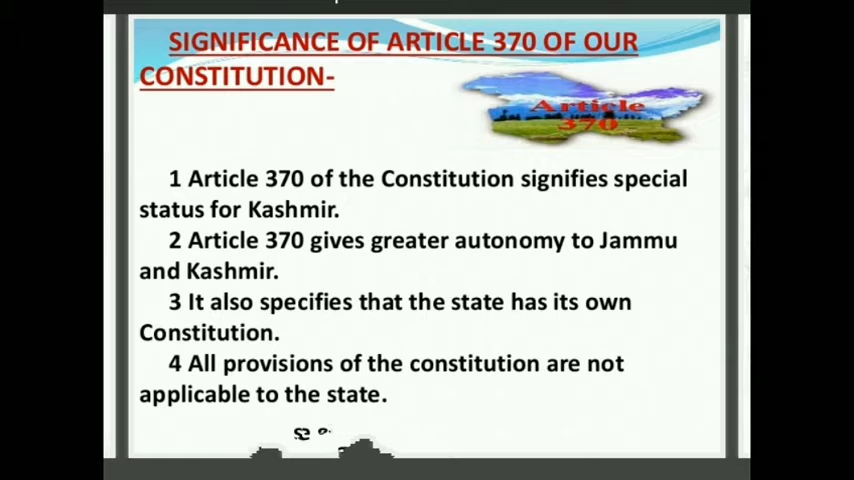 SIGNIFICANCE OF ARTICLE 370 OF OUR
CONSTITUTION-
Article
370
1 Article 370 of the Constitution signifies special
status for Kashmir.
2 Article 370 gives greater autonomy to Jammu
and Kashmir.
3 It also specifies that the state has its own
Constitution.
4 All provisions of the constitution are not
applicable to the state.